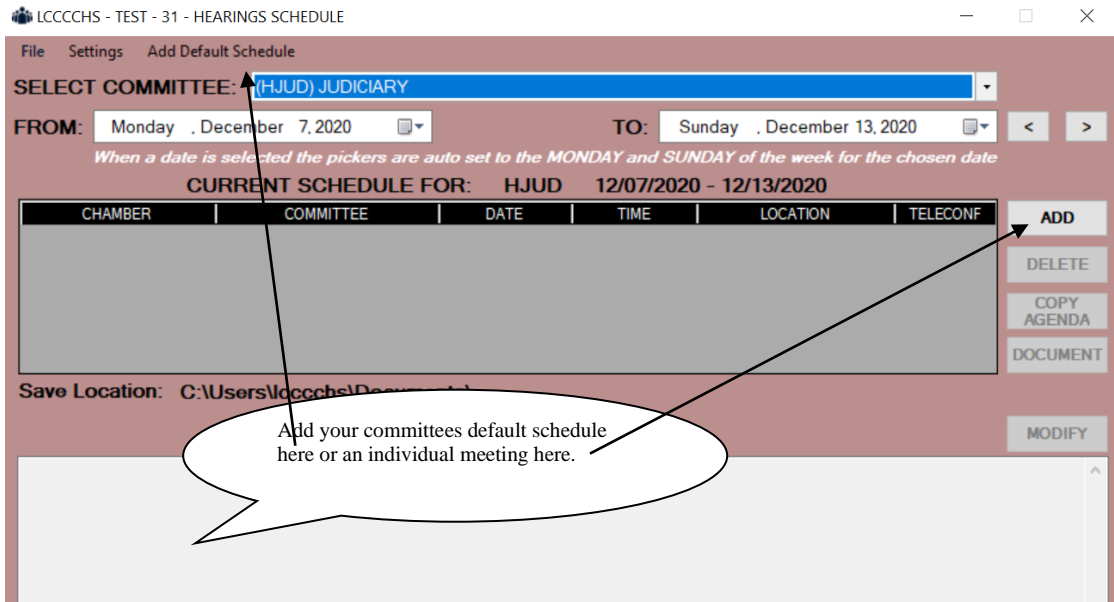 LCCCCHS - TEST - 31 - HEARINGS SCHEDULE
File Settings Add Default Schedule
SELECT COMMITTEE: (HJUD) JUDICIARY
FROM: Monday , December 7, 2020 TO: Sunday , December 13, 2020 < >
When a date is selected the pickers are auto set to the MONDAY and SUNDAY of the week for the chosen date
CURRENT SCHEDULE FOR: HJUD 12/07/2020 - 12/13/2020
CHAMBER COMMITTEE DATE TIME LOCATION TELECONF
ADD
DELETE
COPY
AGENDA
DOCUMENT
Save Location: C:\Users\lcccchs\Documents\
Add your committees default schedule
here or an individual meeting here.
MODIFY